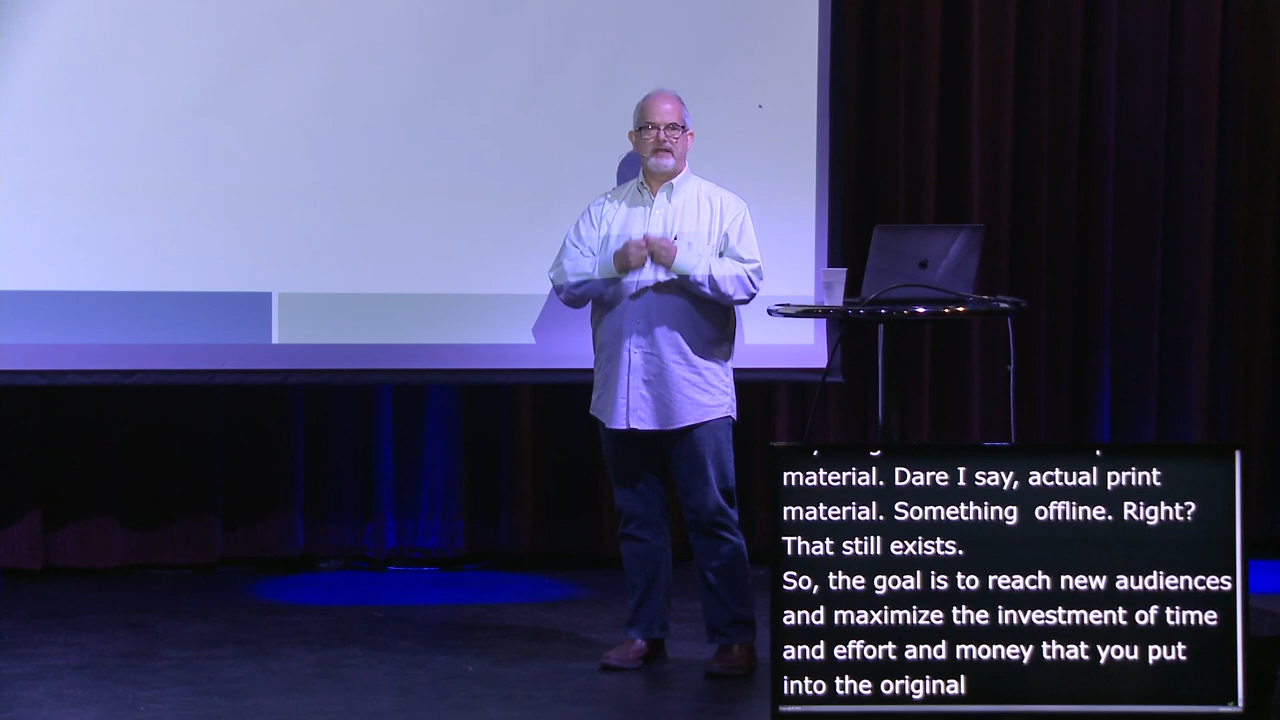 material. Dare I say, actual print
material. Something offline. Right?
That still exists.
So, the goal is to reach new audiences
and maximize the investment of time
and effort and money that you put
into the original